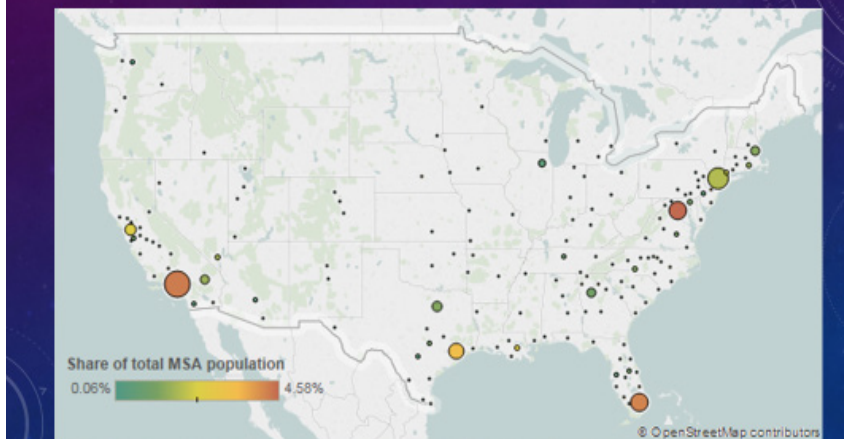 Share of total MSA population
0.06% 4.58%
© OpenStreetMap contributors